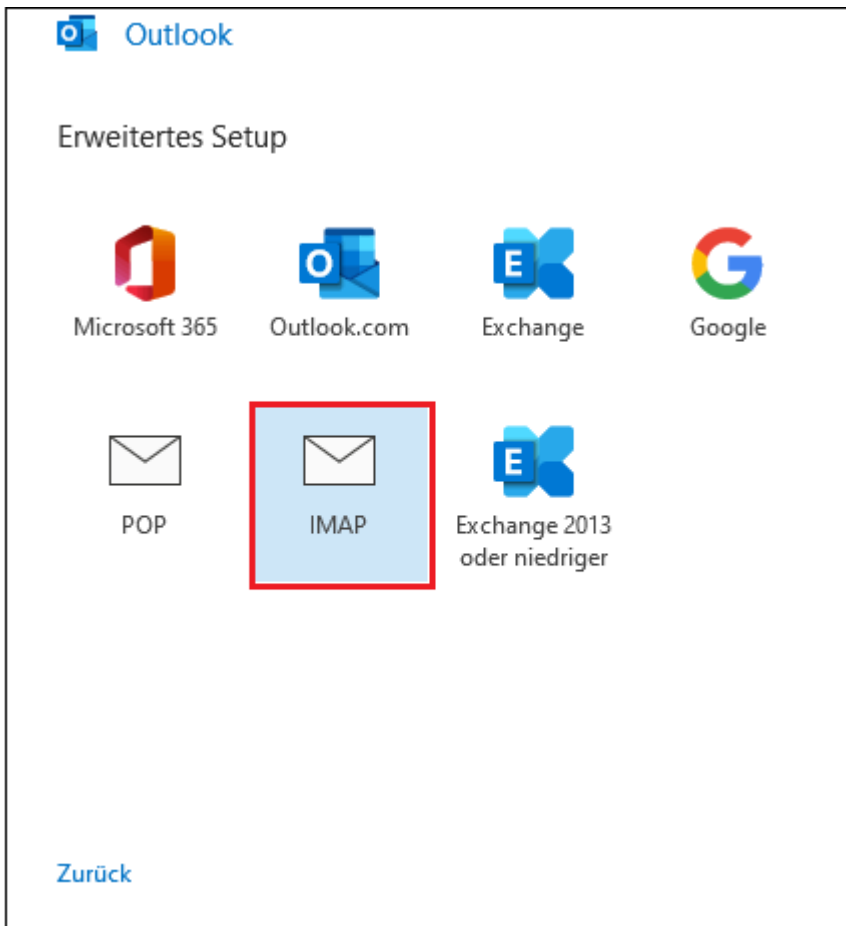 Outlook
Erweitertes Setup
Microsoft 365
Outlook.com
Exchange
Google
POP
IMAP
Exchange 2013
oder niedriger
Zurück